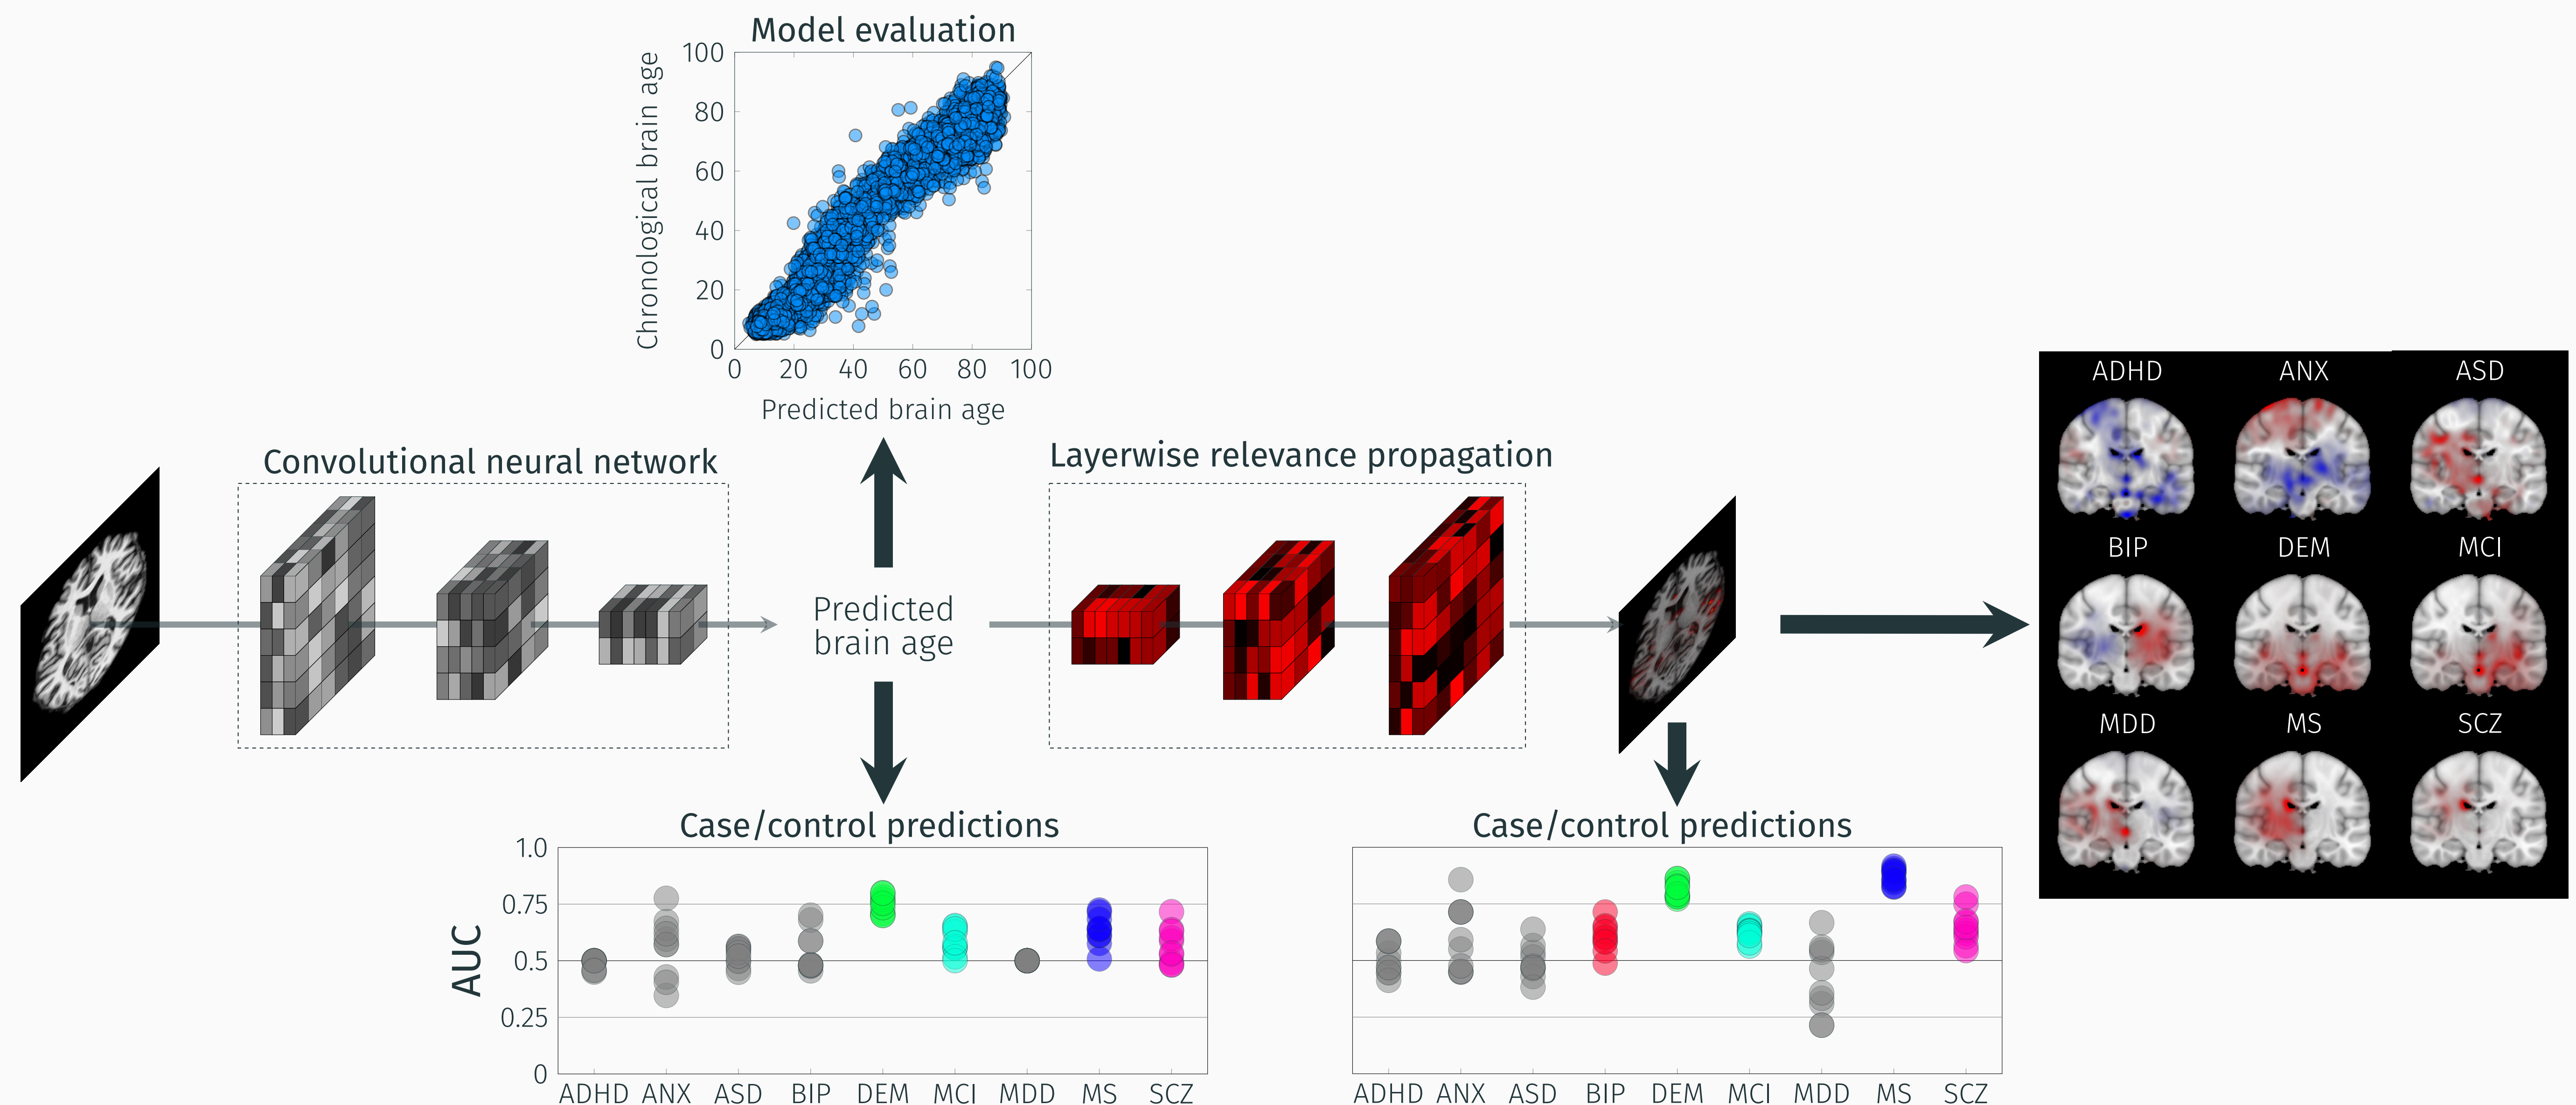 Model evaluation
Chronological brain age
100
80
60
40
20
0
0 20 40 60 80 100
Predicted brain age
Convolutional neural network
Predicted
brain age
Layerwise relevance propagation
ADHD ANX ASD
BIP DEM MCI
MDD MS SCZ
Case/control predictions
AUC
1.0
0.75
0.5
0.25
0
ADHD ANX ASD BIP DEM MCI MDD MS SCZ
Case/control predictions
ADHD ANX ASD BIP DEM MCI MDD MS SCZ